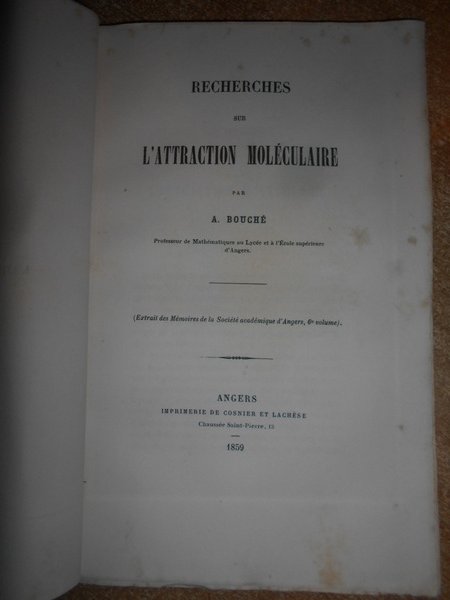 RECHERCHES
SUR
L'ATTRACTION MOLÉCULAIRE
PAR
A. BOUCHÉ
Professeur de Mathématiques au Lycée et à l'École supérieure
d'Angers.
(Extrait des Mémoires de la Société académique d'Angers, 6e volume).
ANGERS
IMPRIMERIE DE COSNIER ET LACHÈSE
Chaussée Saint-Pierre, 13
1859